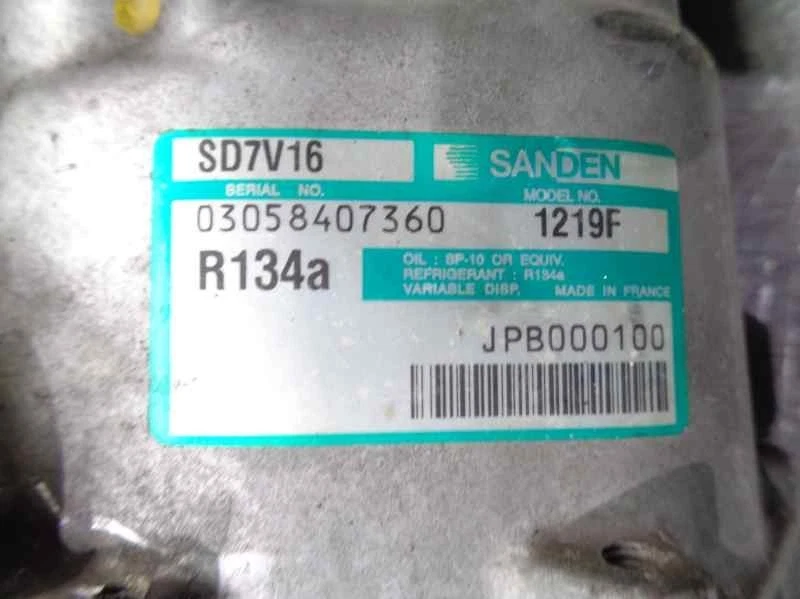 SD7V16
SANDEN
SERIAL NO.
MODEL NO.
03058407360
1219F
R134a
OIL : SP-10 OR EQUIV.
REFRIGERANT : R134a
VARIABLE DISP. MADE IN FRANCE
JPB000100